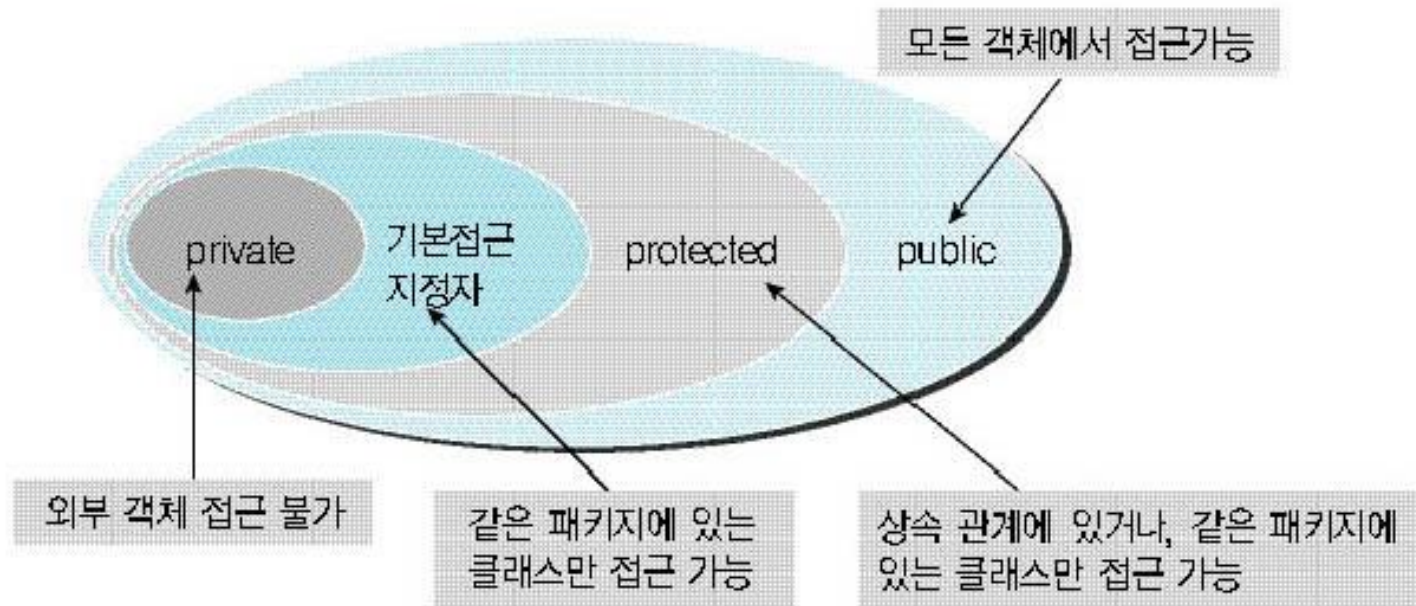 모든 객체에서 접근가능
private
기본접근
지정자
protected
public
외부 객체 접근 불가
같은 패키지에 있는
클래스만 접근 가능
상속 관계에 있거나, 같은 패키지에
있는 클래스만 접근 가능